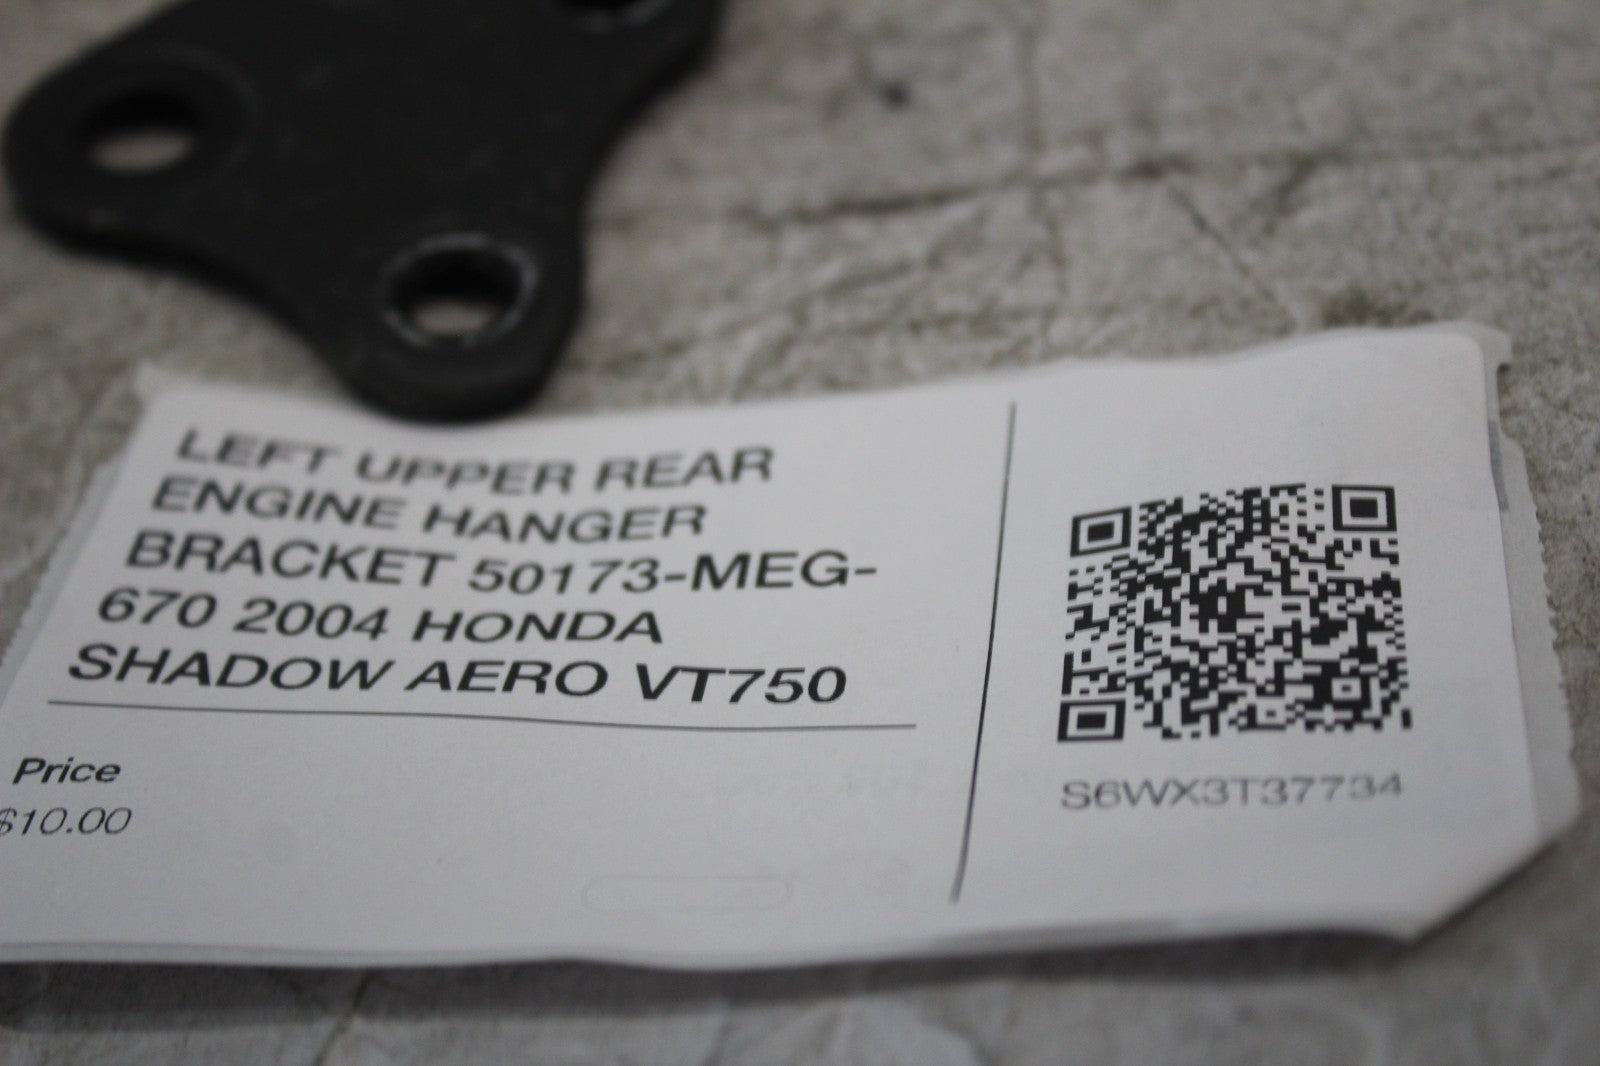 LEFT UPPER REAR
ENGINE HANGER
BRACKET 50173-MEG-
670 2004 HONDA
SHADOW AERO VT750
Price
$10.00
S6WX3T37734